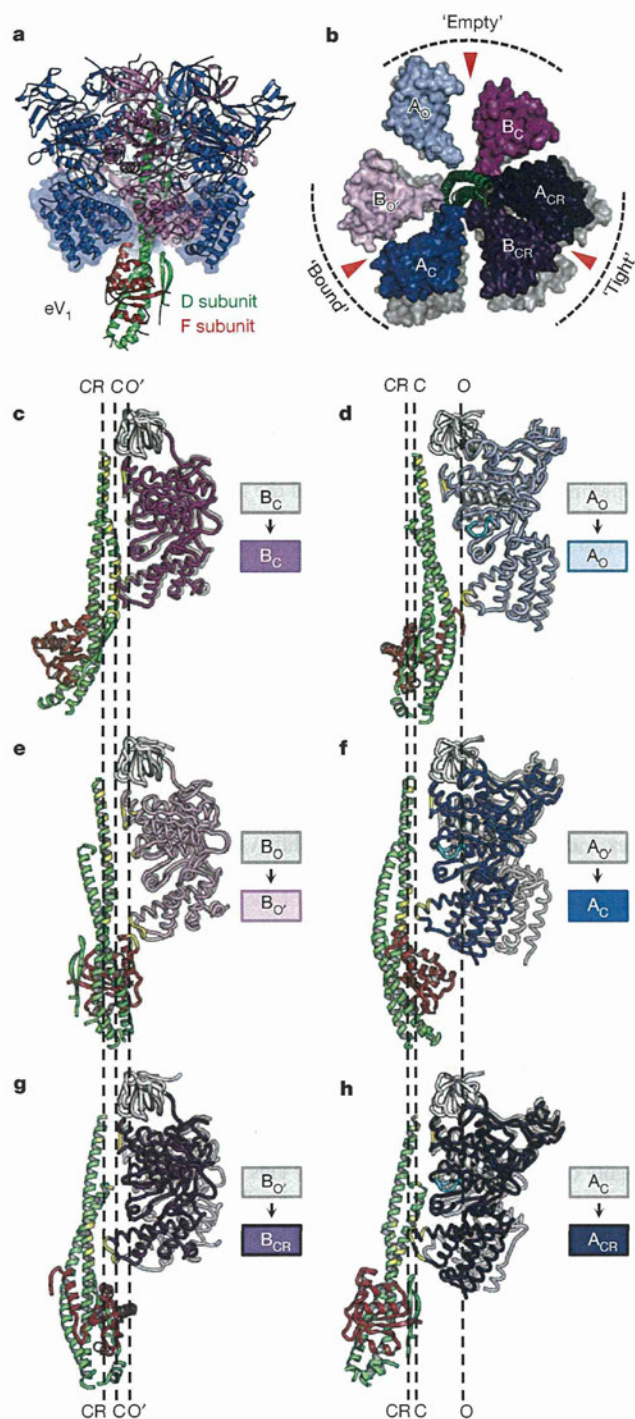 a
eV1
D subunit
F subunit
b
'Empty'
AO
BC
BO'
ACR
AC
BCR
'Bound'
'Tight'
CR C O'
CR C O
c
BC
BC
d
AO
AO
e
BO
BO'
f
AO'
AC
g
BO'
BCR
h
AC
ACR
CR C O'
CR C O